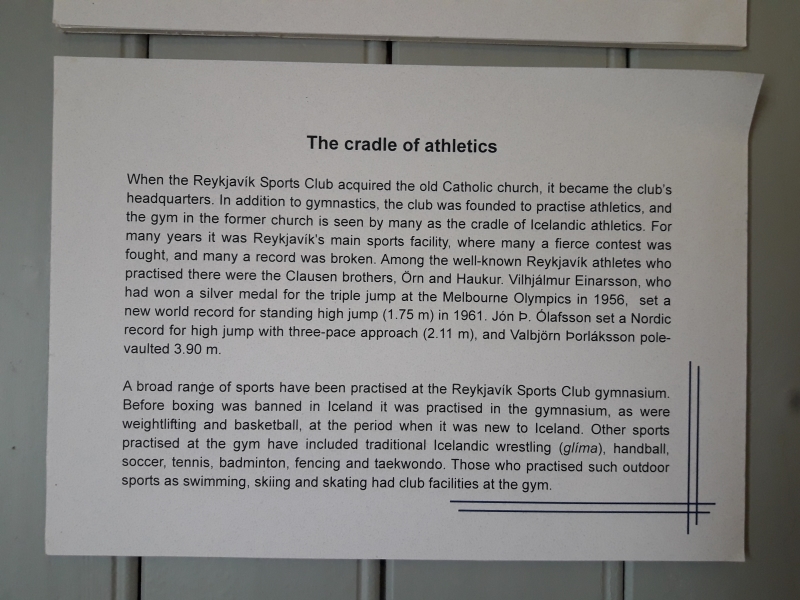 The cradle of athletics
When the Reykjavík Sports Club acquired the old Catholic church, it became the club's
headquarters. In addition to gymnastics, the club was founded to practise athletics, and
the gym in the former church is seen by many as the cradle of Icelandic athletics. For
many years it was Reykjavík's main sports facility, where many a fierce contest was
fought, and many a record was broken. Among the well-known Reykjavík athletes who
practised there were the Clausen brothers, Örn and Haukur. Vilhjálmur Einarsson, who
had won a silver medal for the triple jump at the Melbourne Olympics in 1956, set a
new world record for standing high jump (1.75 m) in 1961. Jón Þ. Ólafsson set a Nordic
record for high jump with three-pace approach (2.11 m), and Valbjörn Þorláksson pole-
vaulted 3.90 m.
A broad range of sports have been practised at the Reykjavík Sports Club gymnasium.
Before boxing was banned in Iceland it was practised in the gymnasium, as were
weightlifting and basketball, at the period when it was new to Iceland. Other sports
practised at the gym have included traditional Icelandic wrestling (glíma), handball,
soccer, tennis, badminton, fencing and taekwondo. Those who practised such outdoor
sports as swimming, skiing and skating had club facilities at the gym.